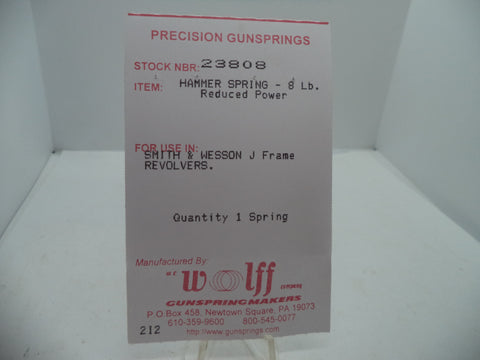 PRECISION GUNSPRINGS
STOCK NBR: 23808
ITEM: HAMMER SPRING - 8 Lb.
Reduced Power
FOR USE IN:
SMITH & WESSON J Frame
REVOLVERS.
Quantity 1 Spring
Manufactured By:
W.C. wolff
GUNSPRINGMAKERS
P.O.Box 458, Newtown Square, PA 19073
610-359-9600 800-545-0077
212 http://www.gunsprings.com